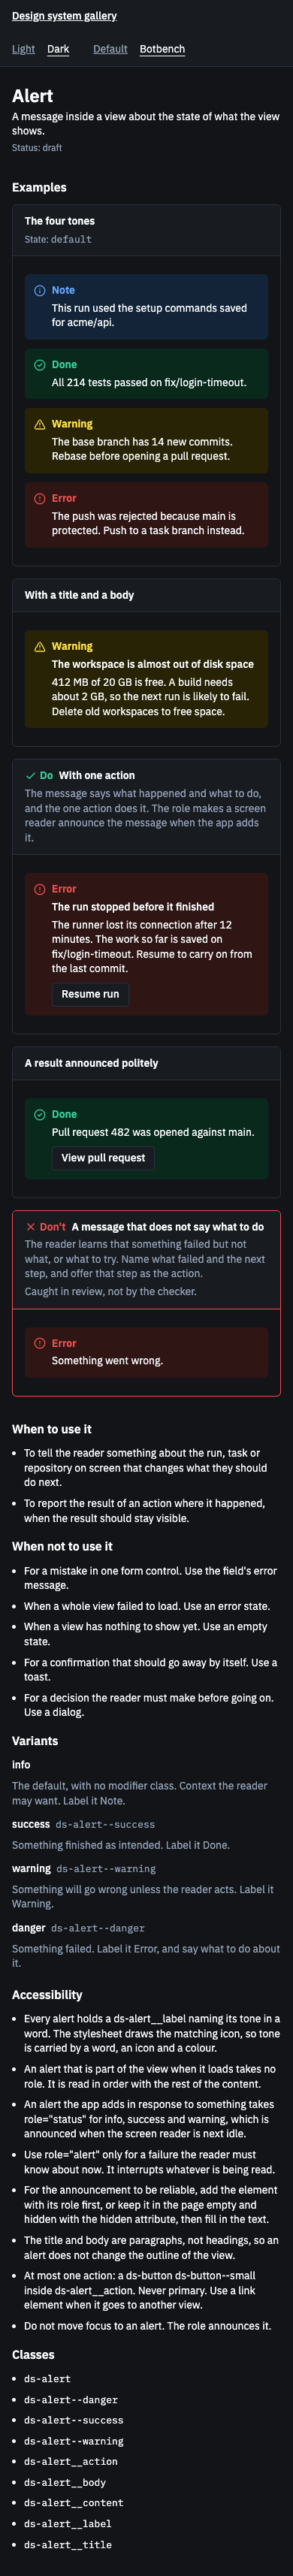 Design system gallery
Light Dark Default Botbench
Alert
A message inside a view about the state of what the view
shows.
Status: draft
Examples
The four tones
State: default
Note
This run used the setup commands saved
for acme/api.
Done
All 214 tests passed on fix/login-timeout.
Warning
The base branch has 14 new commits.
Rebase before opening a pull request.
Error
The push was rejected because main is
protected. Push to a task branch instead.
With a title and a body
Warning
The workspace is almost out of disk space
412 MB of 20 GB is free. A build needs
about 2 GB, so the next run is likely to fail.
Delete old workspaces to free space.
Do With one action
The message says what happened and what to do,
and the one action does it. The role makes a screen
reader announce the message when the app adds
it.
Error
The run stopped before it finished
The runner lost its connection after 12
minutes. The work so far is saved on
fix/login-timeout. Resume to carry on from
the last commit.
Resume run
A result announced politely
Done
Pull request 482 was opened against main.
View pull request
Don't A message that does not say what to do
The reader learns that something failed but not
what, or what to try. Name what failed and the next
step, and offer that step as the action.
Caught in review, not by the checker.
Error
Something went wrong.
When to use it
• To tell the reader something about the run, task or
repository on screen that changes what they should
do next.
• To report the result of an action where it happened,
when the result should stay visible.
When not to use it
• For a mistake in one form control. Use the field's error
message.
• When a whole view failed to load. Use an error state.
• When a view has nothing to show yet. Use an empty
state.
• For a confirmation that should go away by itself. Use a
toast.
• For a decision the reader must make before going on.
Use a dialog.
Variants
info
The default, with no modifier class. Context the reader
may want. Label it Note.
success ds-alert--success
Something finished as intended. Label it Done.
warning ds-alert--warning
Something will go wrong unless the reader acts. Label it
Warning.
danger ds-alert--danger
Something failed. Label it Error, and say what to do about
it.
Accessibility
• Every alert holds a ds-alert__label naming its tone in a
word. The stylesheet draws the matching icon, so tone
is carried by a word, an icon and a colour.
• An alert that is part of the view when it loads takes no
role. It is read in order with the rest of the content.
• An alert the app adds in response to something takes
role="status" for info, success and warning, which is
announced when the screen reader is next idle.
• Use role="alert" only for a failure the reader must
know about now. It interrupts whatever is being read.
• For the announcement to be reliable, add the element
with its role first, or keep it in the page empty and
hidden with the hidden attribute, then fill in the text.
• The title and body are paragraphs, not headings, so an
alert does not change the outline of the view.
• At most one action: a ds-button ds-button--small
inside ds-alert__action. Never primary. Use a link
element when it goes to another view.
• Do not move focus to an alert. The role announces it.
Classes
• ds-alert
• ds-alert--danger
• ds-alert--success
• ds-alert--warning
• ds-alert__action
• ds-alert__body
• ds-alert__content
• ds-alert__label
• ds-alert__title